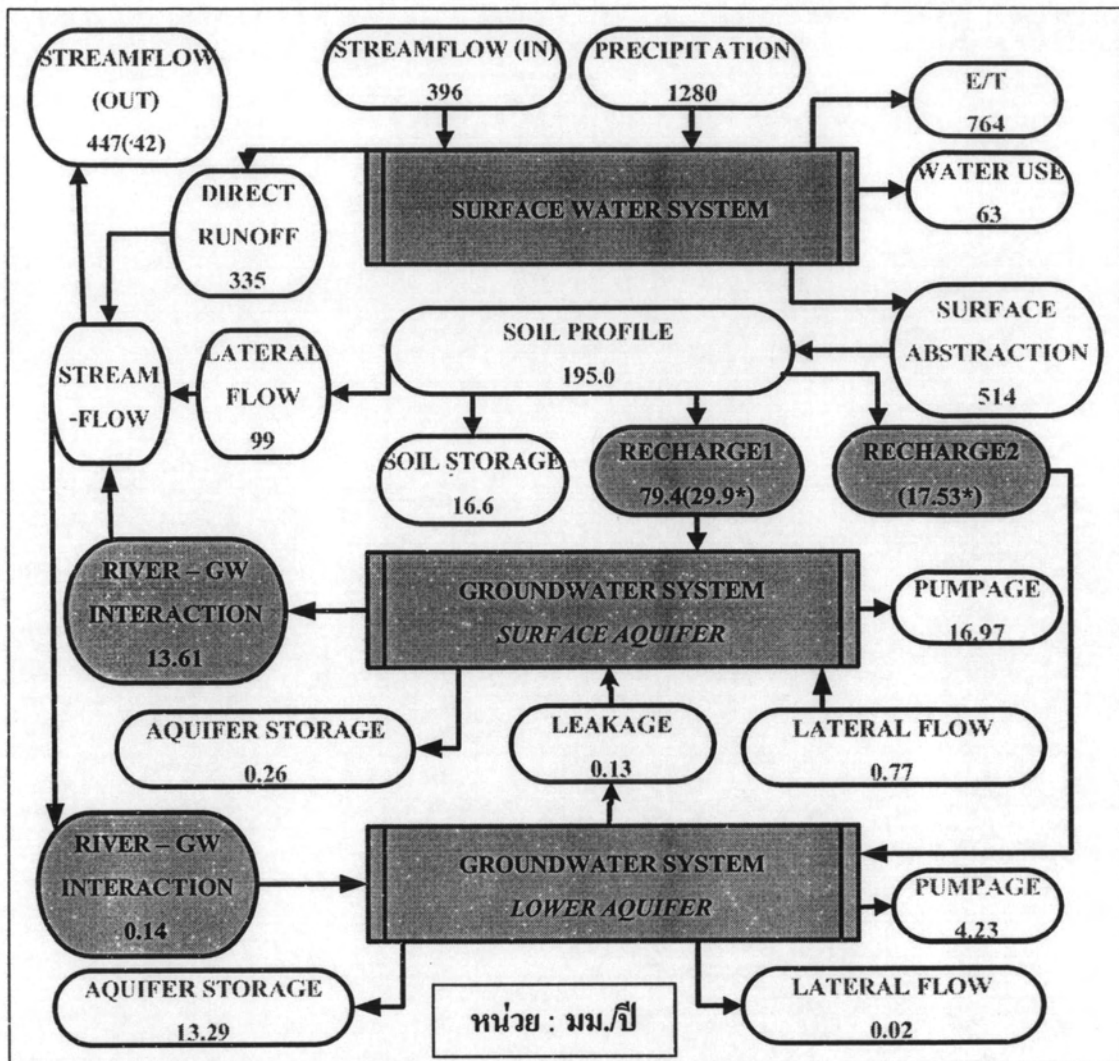 STREAMFLOW
(OUT)
447(-42)
STREAMFLOW (IN)
396
PRECIPITATION
1280
E/T
764
WATER USE
63
SURFACE WATER SYSTEM
DIRECT
RUNOFF
335
SURFACE
ABSTRACTION
514
SOIL PROFILE
195.0
LATERAL
FLOW
99
STREAM
-FLOW
SOIL STORAGE
16.6
RECHARGE1
79.4(29.9*)
RECHARGE2
(17.53*)
RIVER – GW
INTERACTION
13.61
GROUNDWATER SYSTEM
SURFACE AQUIFER
PUMPAGE
16.97
AQUIFER STORAGE
0.26
LEAKAGE
0.13
LATERAL FLOW
0.77
RIVER – GW
INTERACTION
0.14
GROUNDWATER SYSTEM
LOWER AQUIFER
PUMPAGE
4.23
AQUIFER STORAGE
13.29
หน่วย : มม./ปี
LATERAL FLOW
0.02